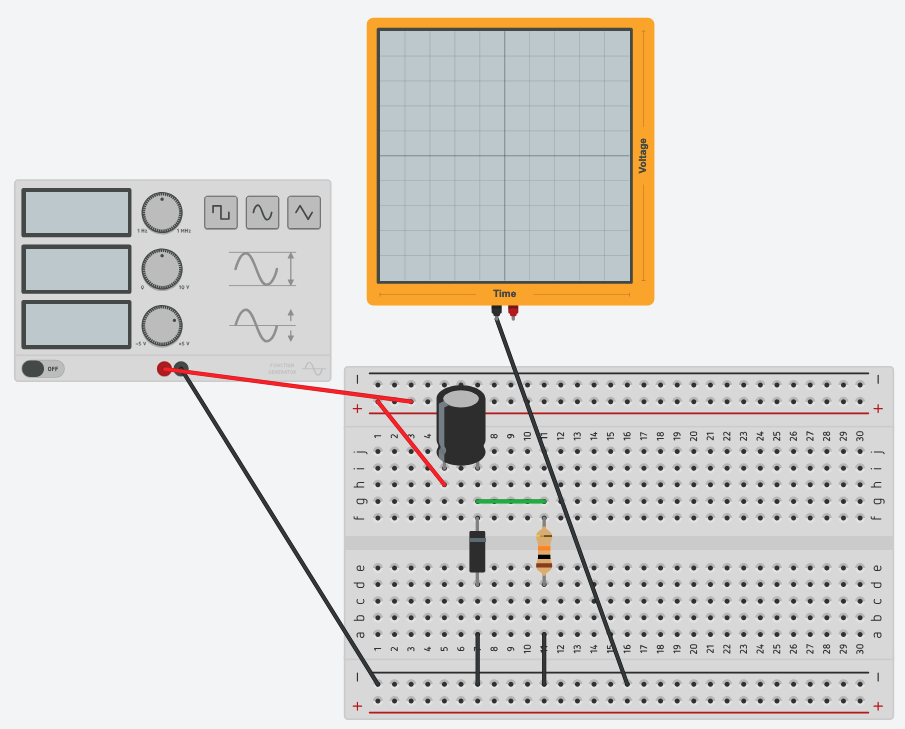 Voltage
Time
1 Hz 1 MHz
0 10 V
-5 V +5 V
OFF
FUNCTION
GENERATOR
− −
+ +
1 2 3 4 8 9 10 11 12 13 14 15 16 17 18 19 20 21 22 23 24 25 26 27 28 29 30
j j
i i
h h
g g
f f
e e
d d
c c
b b
a a
1 2 3 4 5 6 7 8 9 10 11 12 13 14 15 16 17 18 19 20 21 22 23 24 25 26 27 28 29 30
− −
+ +